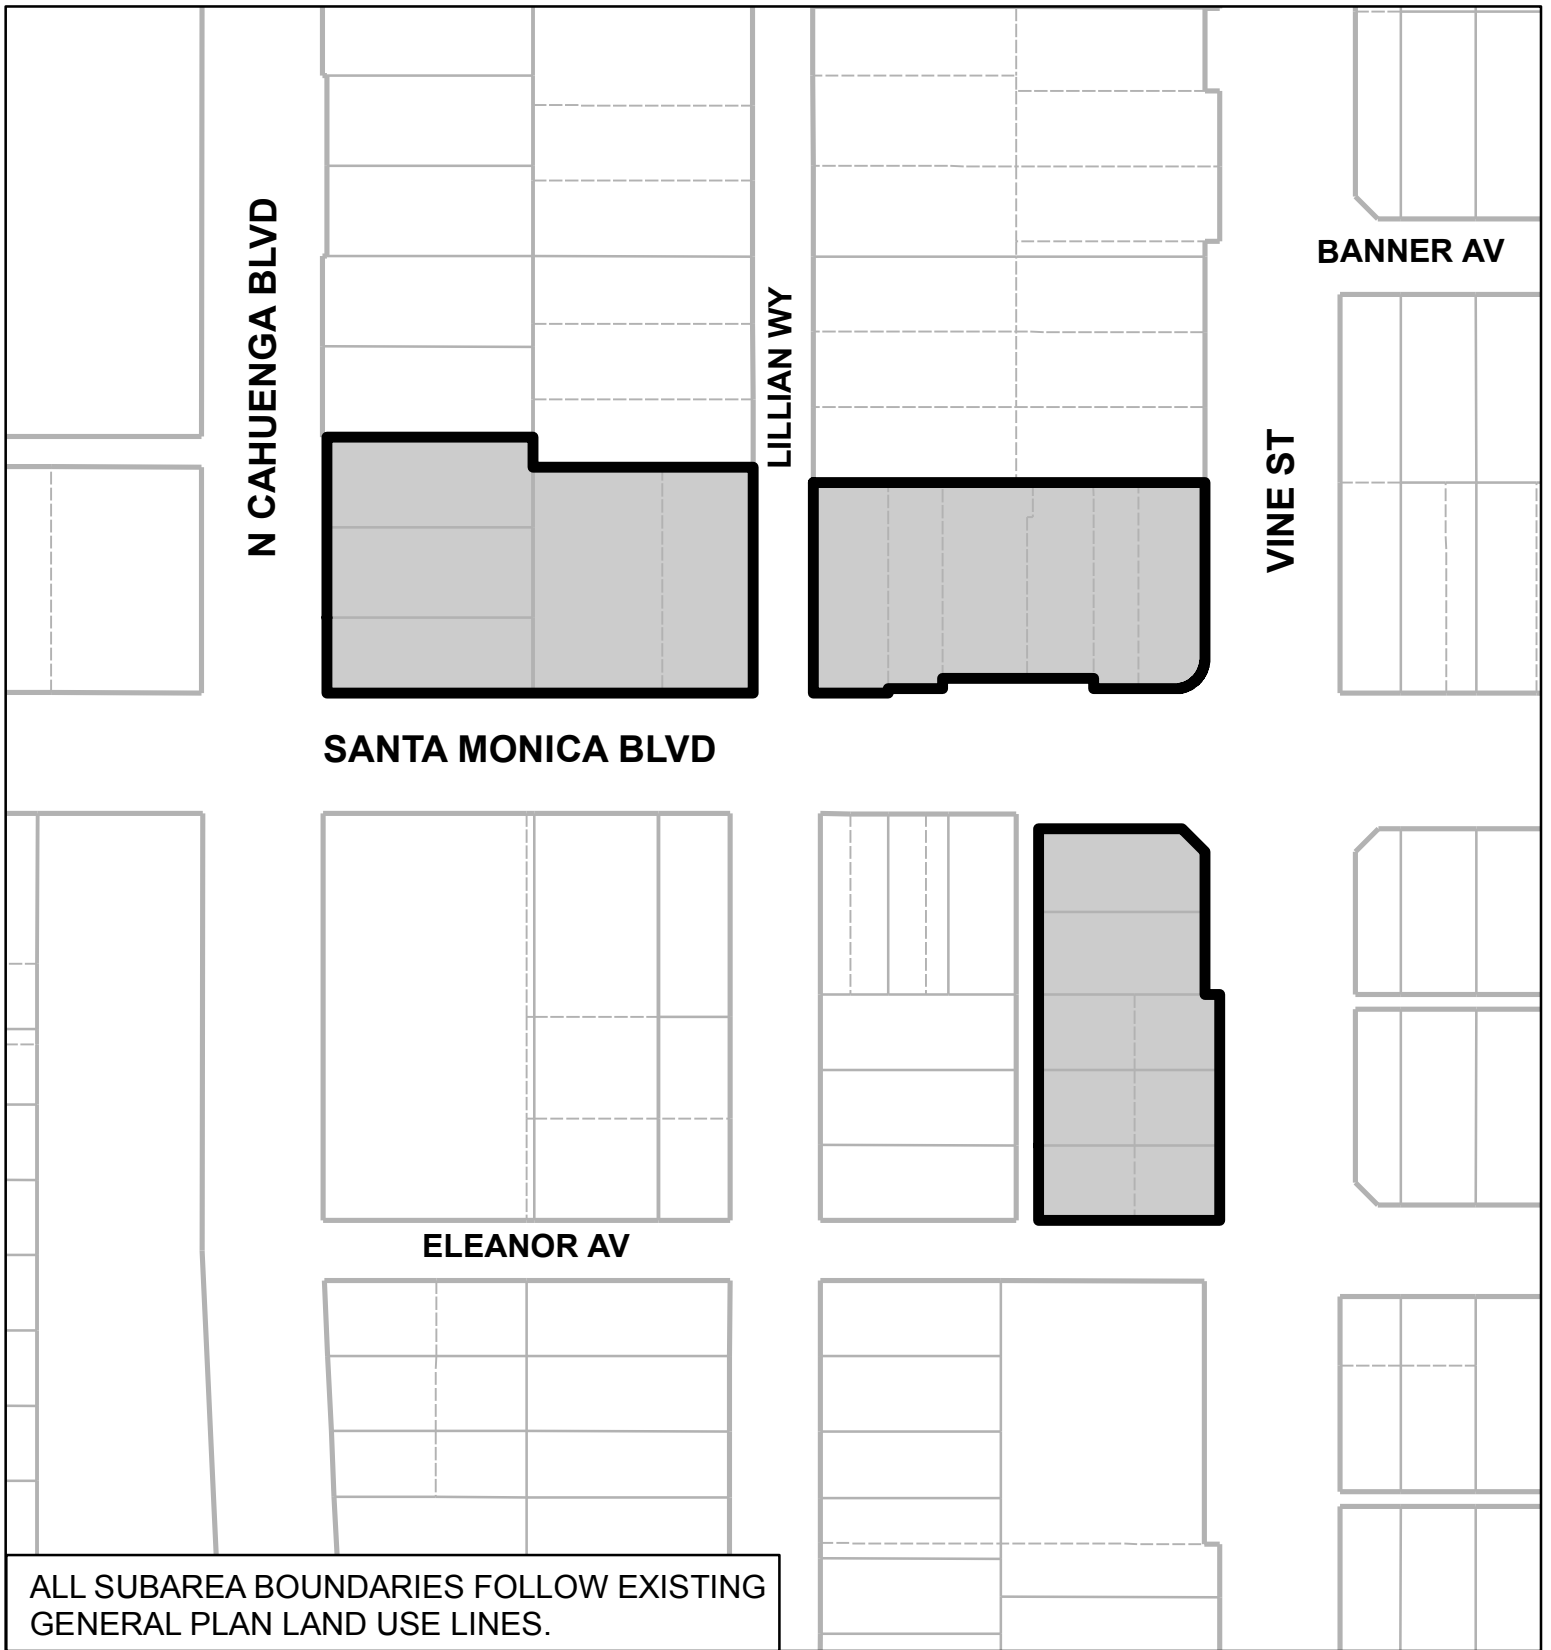 BANNER AV
N CAHUENGA BLVD
LILLIAN WY
VINE ST
SANTA MONICA BLVD
ELEANOR AV
ALL SUBAREA BOUNDARIES FOLLOW EXISTING
GENERAL PLAN LAND USE LINES.